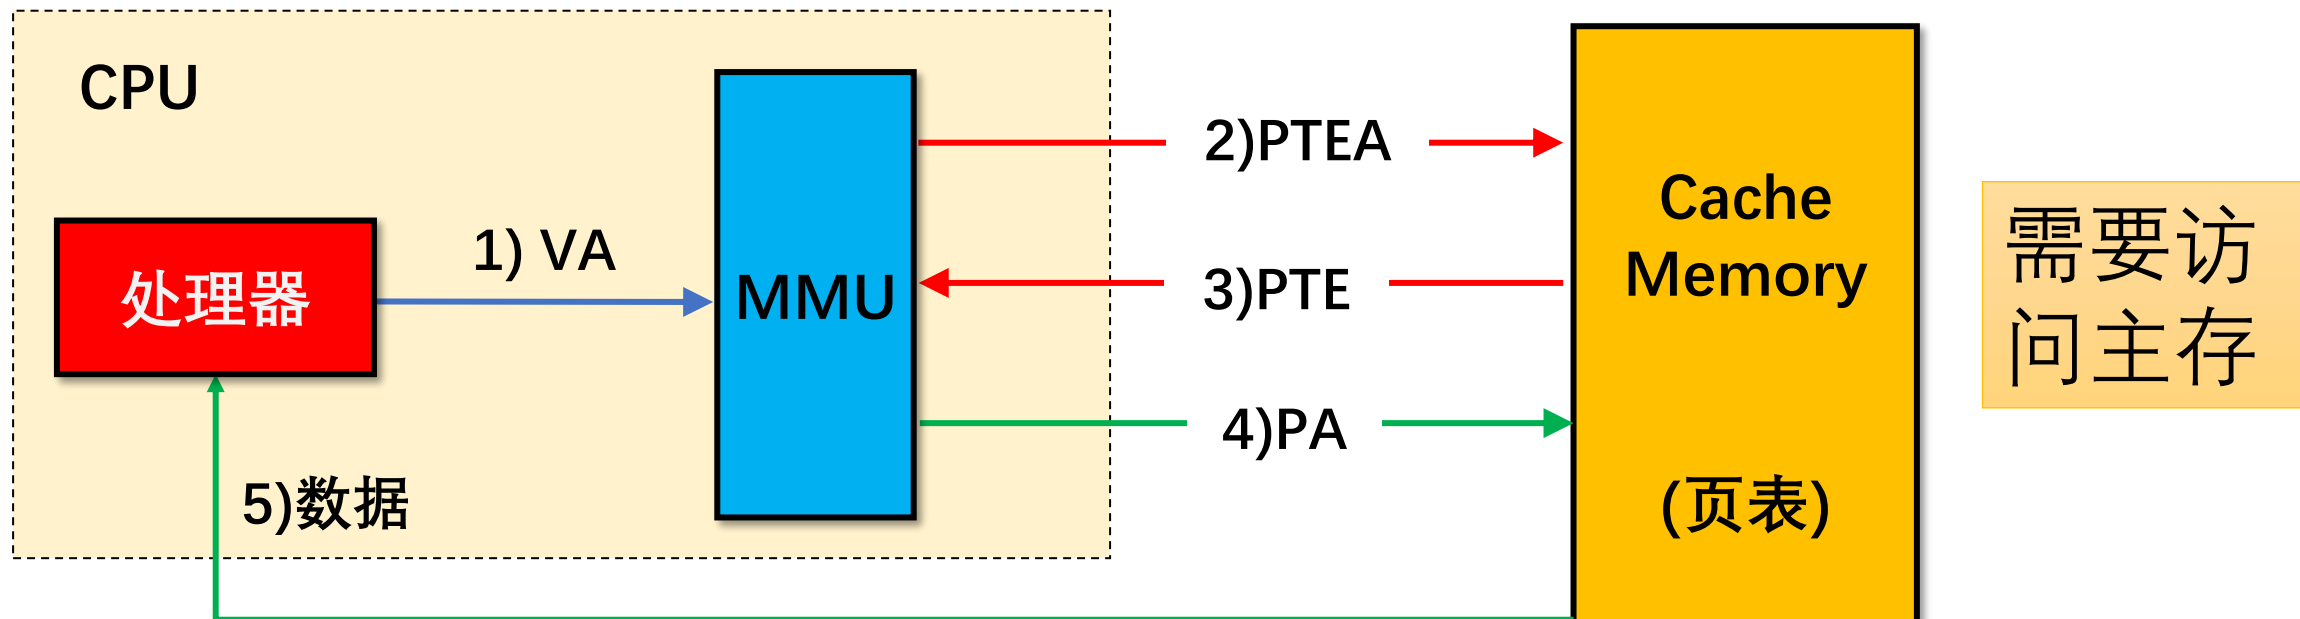 CPU
处理器
1) VA
MMU
2)PTEA
3)PTE
4)PA
5)数据
Cache
Memory
(页表)
需要访
问主存